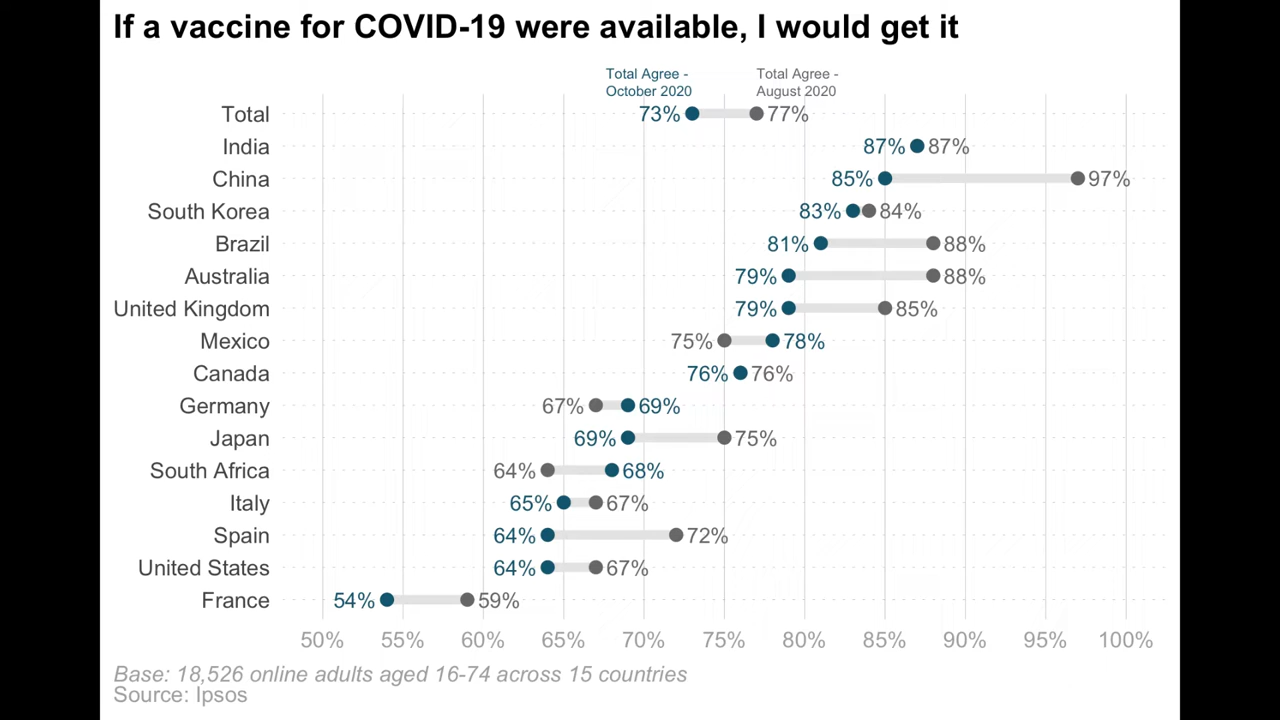 If a vaccine for COVID-19 were available, I would get it
Total Agree - October 2020
Total Agree - August 2020
Total 73% 77%
India 87% 87%
China 85% 97%
South Korea 83% 84%
Brazil 81% 88%
Australia 79% 88%
United Kingdom 79% 85%
Mexico 75% 78%
Canada 76% 76%
Germany 67% 69%
Japan 69% 75%
South Africa 64% 68%
Italy 65% 67%
Spain 64% 72%
United States 64% 67%
France 54% 59%
50% 55% 60% 65% 70% 75% 80% 85% 90% 95% 100%
Base: 18,526 online adults aged 16-74 across 15 countries
Source: Ipsos